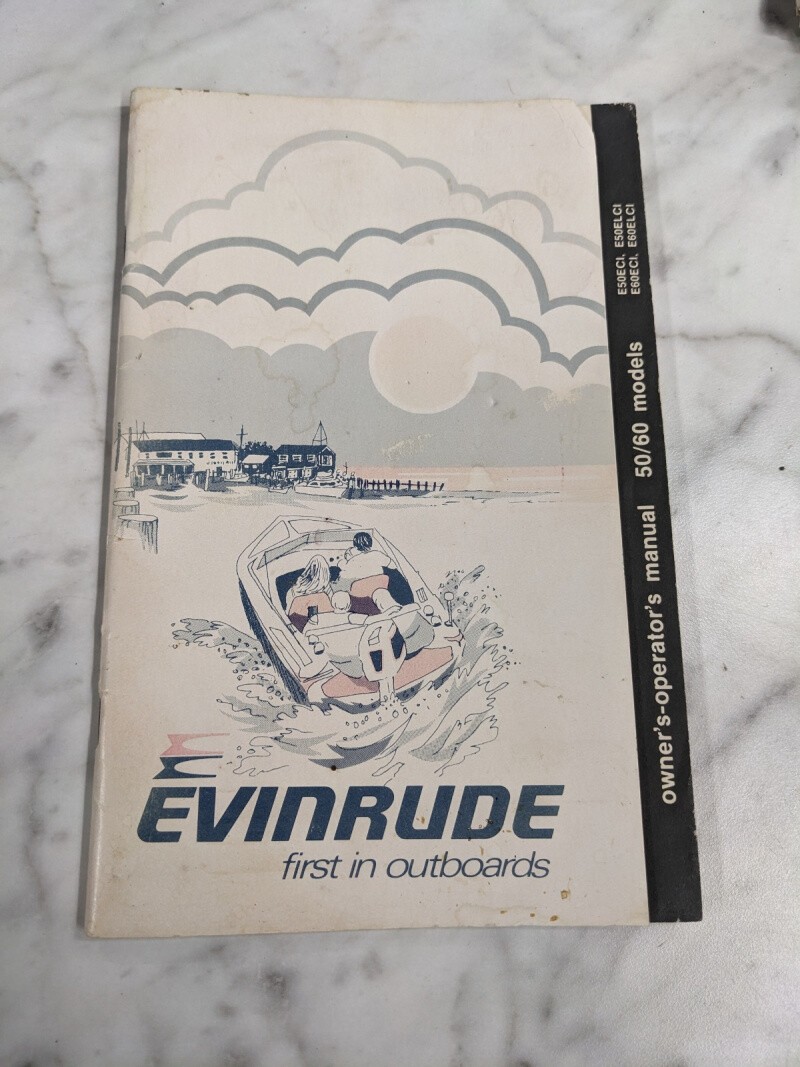 EVINRUDE
first in outboards
owner's-operator's manual 50/60 models
E50ECI, E50ELCI
E60ECI, E60ELCI